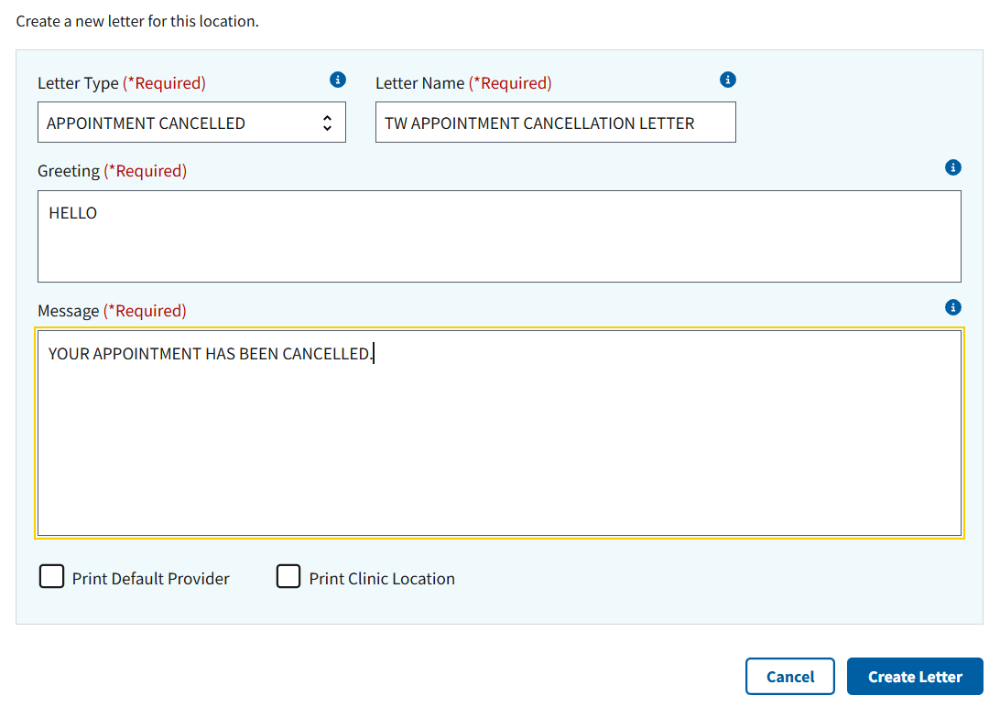 Create a new letter for this location.
Letter Type (*Required)
Letter Name (*Required)
APPOINTMENT CANCELLED
TW APPOINTMENT CANCELLATION LETTER
Greeting (*Required)
HELLO
Message (*Required)
YOUR APPOINTMENT HAS BEEN CANCELLED.
Print Default Provider
Print Clinic Location
Cancel
Create Letter